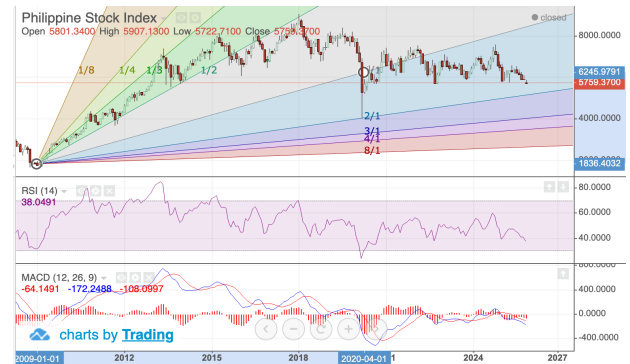 Philippine Stock Index
closed
Open 5801.3400 High 5907.1300 Low 5722.7100 Close 5759.3700
8000.0000
1/8 1/4 1/3 1/2
6245.9791
5759.3700
2/1
4000.0000
3/1
4/1
8/1
1836.4032
RSI (14)
38.0491
80.0000
60.0000
40.0000
MACD (12, 26, 9)
-64.1491 -172.2488 -108.0997
400.0000
0.0000
-400.0000
charts by Trading
2009-01-01 2012 2015 2018 2020-04-01 2024 2027